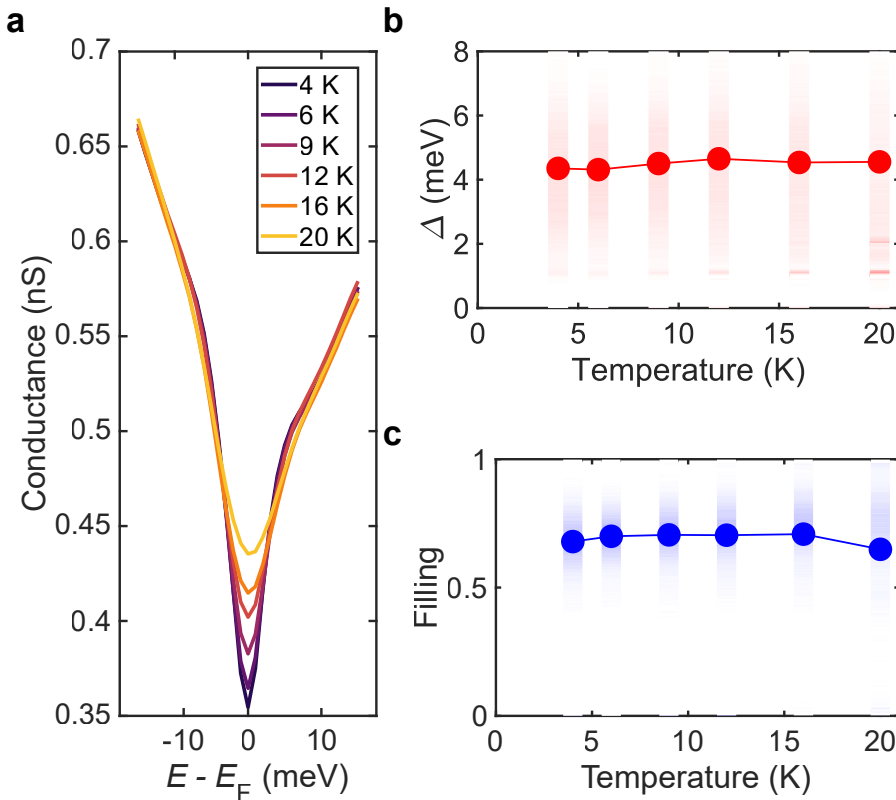 a
0.7
0.65
0.6
0.55
0.5
0.45
0.4
0.35
Conductance (nS)
-10
0
10
E - E_F (meV)
4 K
6 K
9 K
12 K
16 K
20 K
b
8
6
4
2
0
Δ (meV)
0
5
10
15
20
Temperature (K)
c
1
0.5
0
Filling
0
5
10
15
20
Temperature (K)